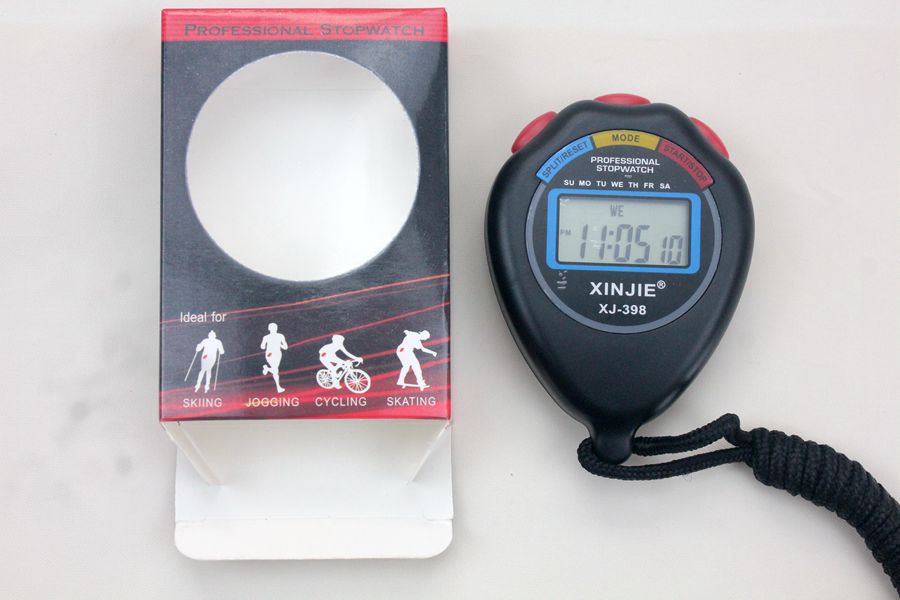 PROFESSIONAL STOPWATCH
Ideal for
SKIING JOGGING CYCLING SKATING
SPLIT/RESET MODE START/STOP
PROFESSIONAL
STOPWATCH
SU MO TU WE TH FR SA
WE
PM 11:05 10
XINJIE®
XJ-398